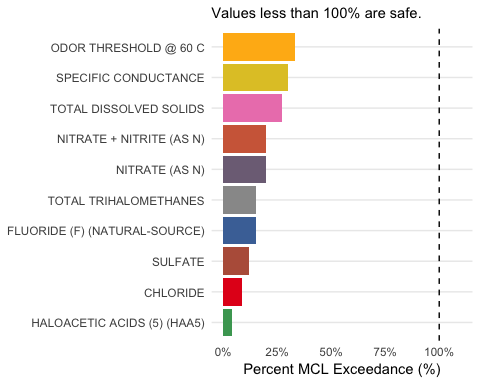 Values less than 100% are safe.
ODOR THRESHOLD @ 60 C
SPECIFIC CONDUCTANCE
TOTAL DISSOLVED SOLIDS
NITRATE + NITRITE (AS N)
NITRATE (AS N)
TOTAL TRIHALOMETHANES
FLUORIDE (F) (NATURAL-SOURCE)
SULFATE
CHLORIDE
HALOACETIC ACIDS (5) (HAA5)
0% 25% 50% 75% 100%
Percent MCL Exceedance (%)